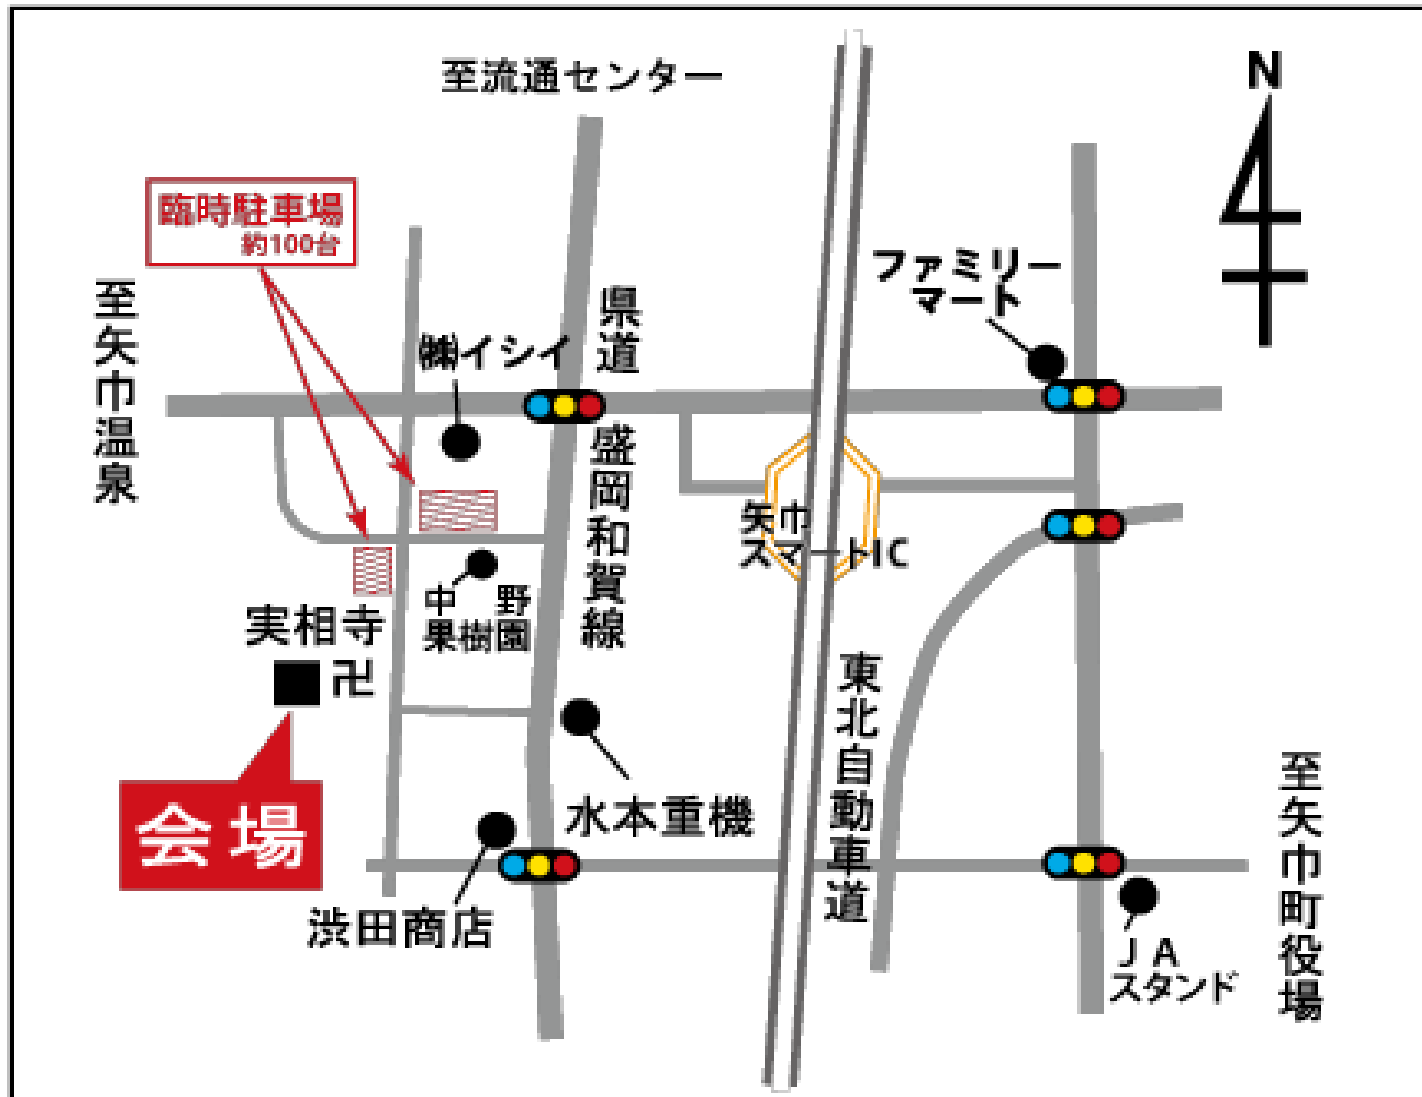 至流通センター
N
臨時駐車場
約100台
ファミリー
マート
至矢巾温泉
県道
盛岡和賀線
㈱イシイ
矢巾
スマートIC
中野
果樹園
実相寺
卍
会場
東北自動車道
水本重機
渋田商店
至矢巾町役場
JA
スタンド